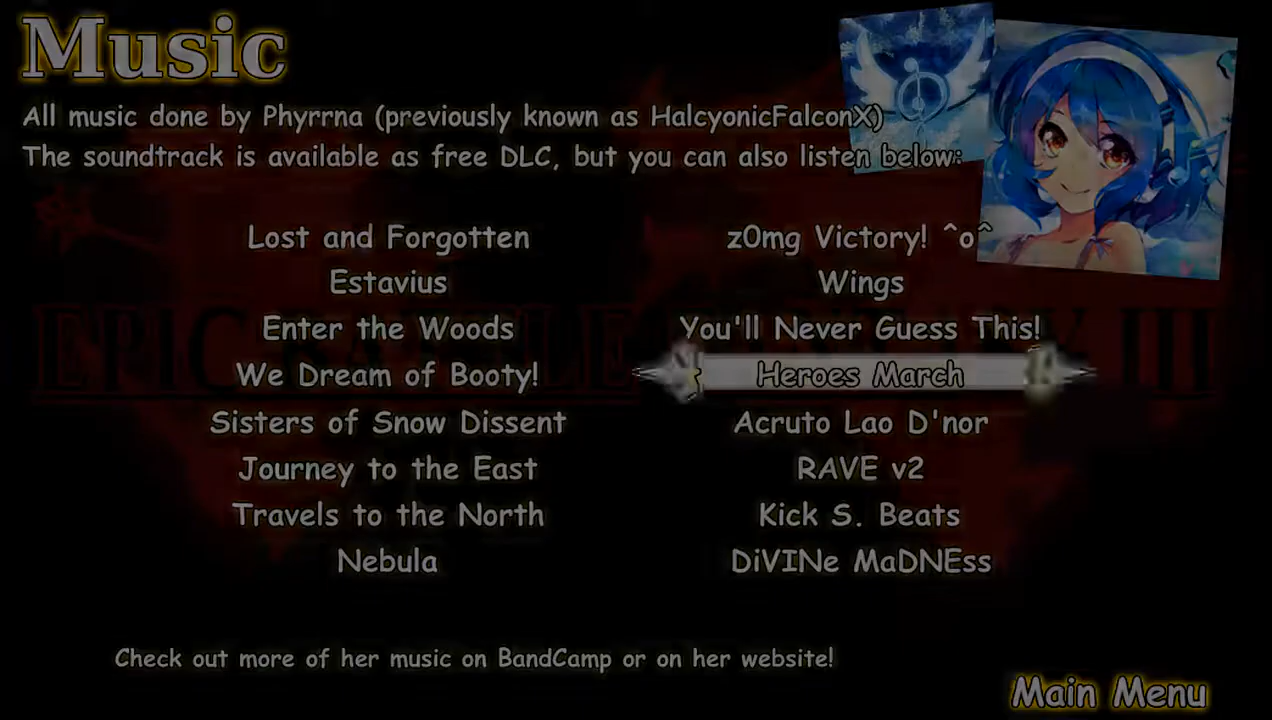 Music
All music done by Phyrrna (previously known as HalcyonicFalconX)
The soundtrack is available as free DLC, but you can also listen below:
Lost and Forgotten
Estavius
Enter the Woods
We Dream of Booty!
Sisters of Snow Dissent
Journey to the East
Travels to the North
Nebula
z0mg Victory! ^o^
Wings
You'll Never Guess This!
Heroes March
Acruto Lao D'nor
RAVE v2
Kick S. Beats
DiVINe MaDNEss
EPIC BATTLE FANTASY III
Check out more of her music on BandCamp or on her website!
Main Menu